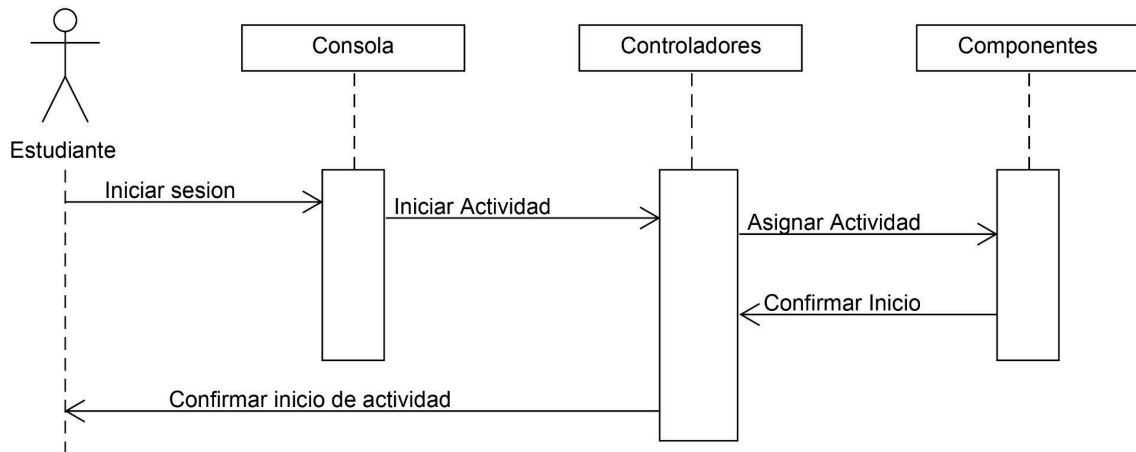 Consola
Controladores
Componentes
Estudiante
Iniciar sesion
Iniciar Actividad
Asignar Actividad
Confirmar Inicio
Confirmar inicio de actividad